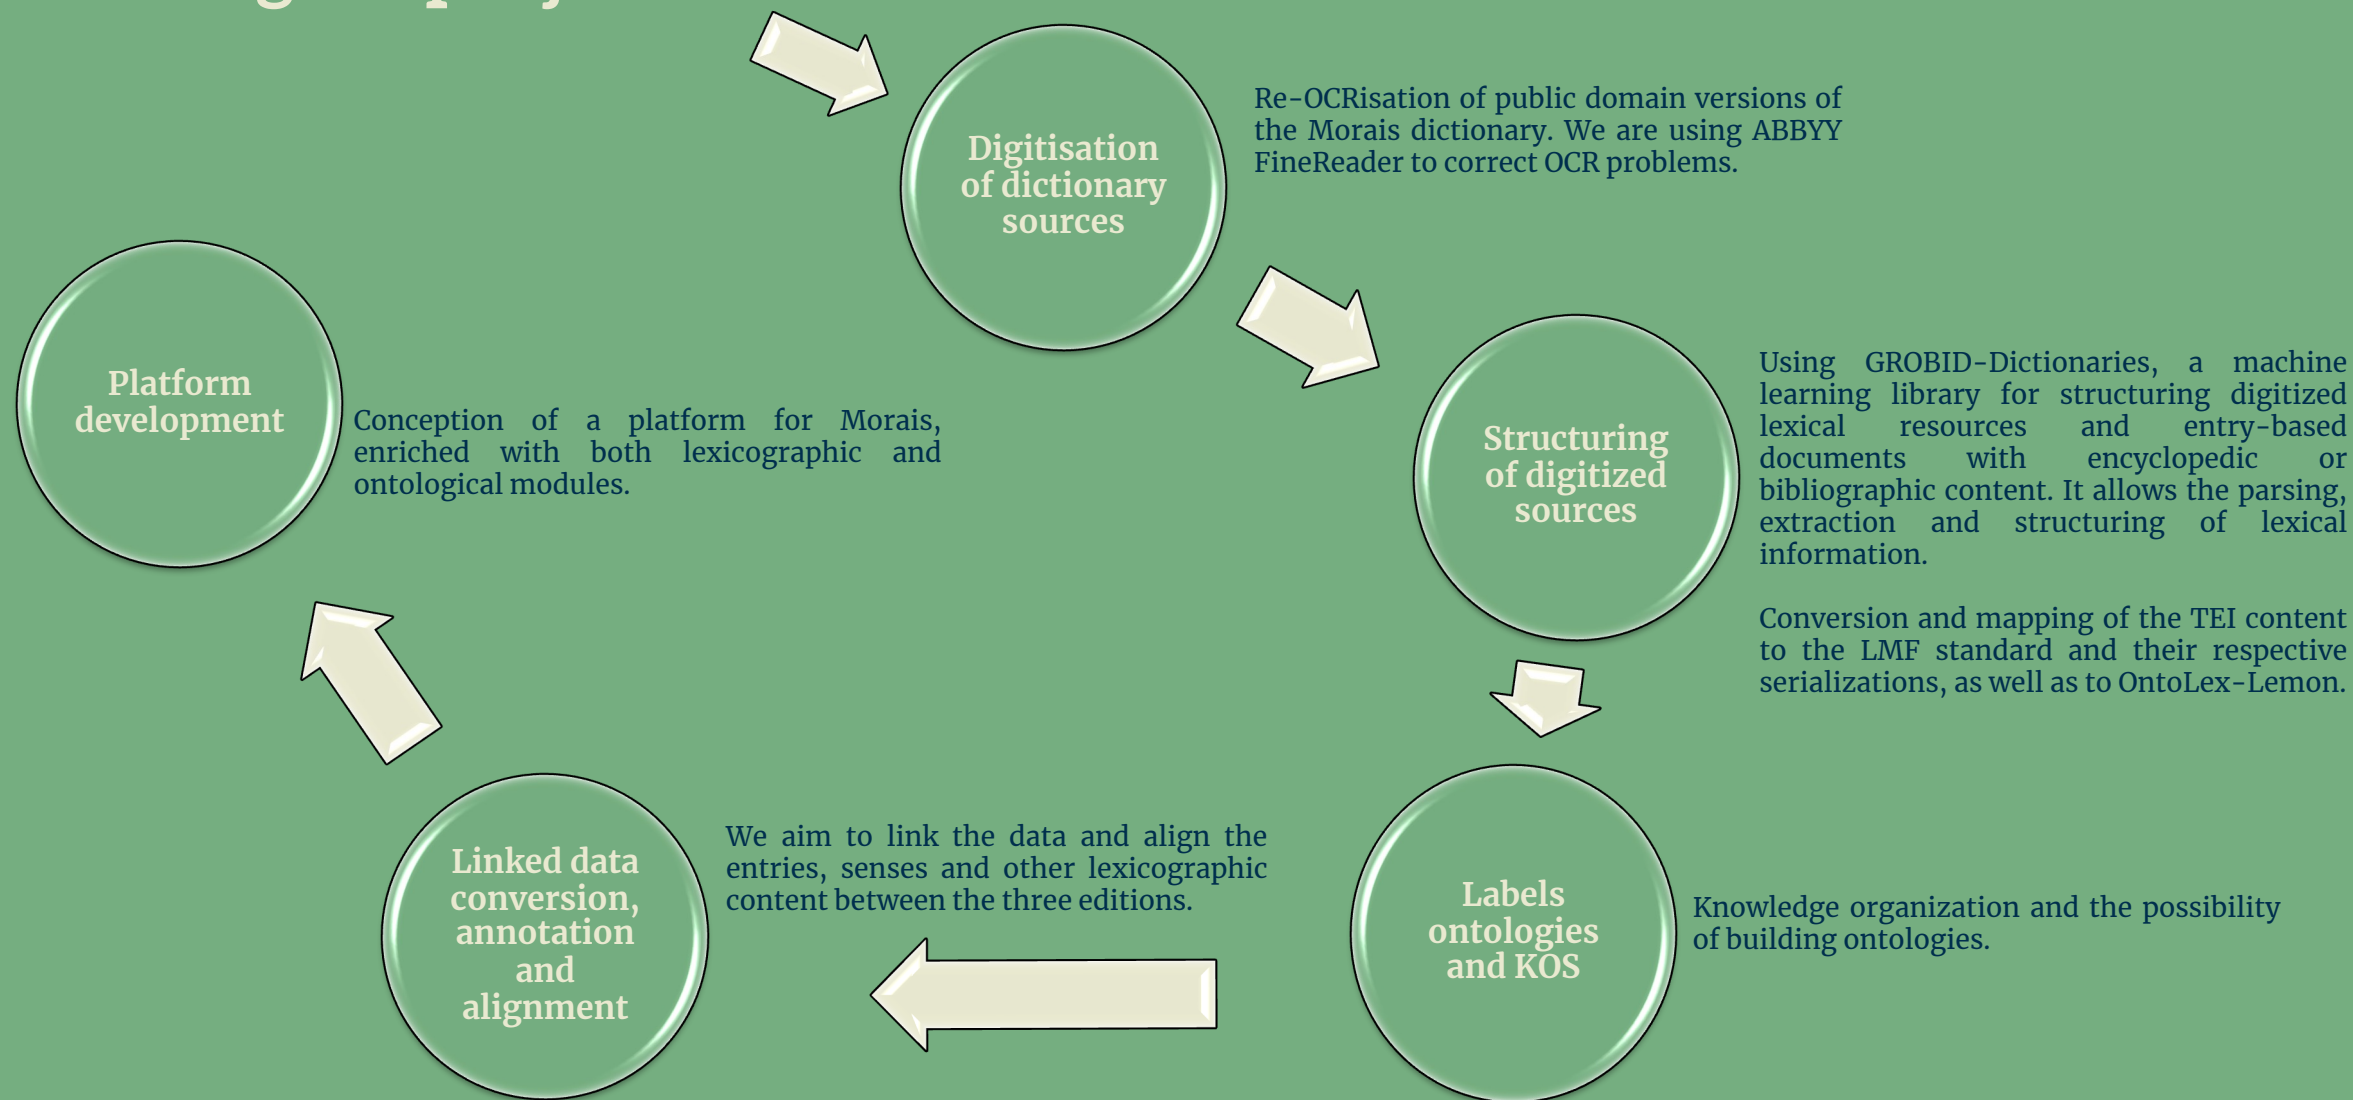 Digitisation
of dictionary
sources
Re-OCRisation of public domain versions of
the Morais dictionary. We are using ABBYY
FineReader to correct OCR problems.
Structuring
of digitized
sources
Using GROBID-Dictionaries, a machine
learning library for structuring digitized
lexical resources and entry-based
documents with encyclopedic or
bibliographic content. It allows the parsing,
extraction and structuring of lexical
information.
Conversion and mapping of the TEI content
to the LMF standard and their respective
serializations, as well as to OntoLex-Lemon.
Labels
ontologies
and KOS
Knowledge organization and the possibility
of building ontologies.
Linked data
conversion,
annotation
and
alignment
We aim to link the data and align the
entries, senses and other lexicographic
content between the three editions.
Platform
development
Conception of a platform for Morais,
enriched with both lexicographic and
ontological modules.